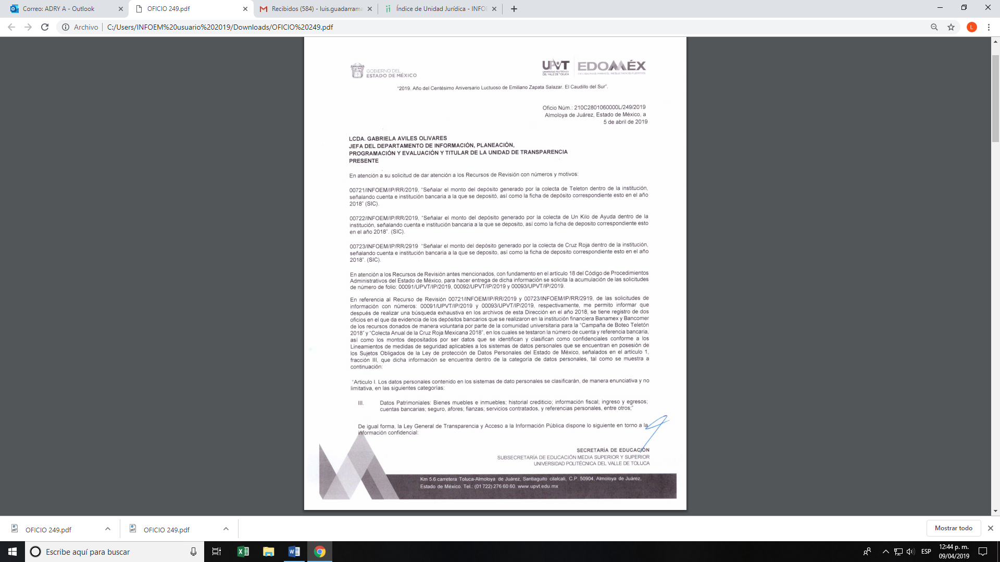 Correo: ADRY A - Outlook
OFICIO 249.pdf
Recibidos (584) - luis.guadarrama
Índice de Unidad Jurídica - INFO
Archivo
C:/Users/INFOEM%20usuario%202019/Downloads/OFICIO%20249.pdf
L
GOBIERNO DEL
ESTADO DE MÉXICO
UPVT
UNIVERSIDAD POLITÉCNICA
DEL VALLE DE TOLUCA
EDOMÉX
DECISIONES FIRMES, RESULTADOS FUERTES.
"2019. Año del Centésimo Aniversario Luctuoso de Emiliano Zapata Salazar. El Caudillo del Sur".
Oficio Núm.: 210C2801060000L/249/2019
Almoloya de Juárez, Estado de México, a
5 de abril de 2019
LCDA. GABRIELA AVILES OLIVARES
JEFA DEL DEPARTAMENTO DE INFORMACIÓN, PLANEACIÓN,
PROGRAMACIÓN Y EVALUACIÓN Y TITULAR DE LA UNIDAD DE TRANSPARENCIA
PRESENTE
En atención a su solicitud de dar atención a los Recursos de Revisión con números y motivos:
00721/INFOEM/IP/RR/2019, "Señalar el monto del depósito generado por la colecta de Teleton dentro de la institución,
señalando cuenta e institución bancaria a la que se depositó, así como la ficha de depósito correspondiente esto en el año
2018" (SIC).
00722/INFOEM/IP/RR/2019, "Señalar el monto del depósito generado por la colecta de Un Kilo de Ayuda dentro de la
institución, señalando cuenta e institución bancaria a la que se deposito, así como la ficha de deposito correspondiente esto
en el año 2018". (SIC).
00723/INFOEM/IP/RR/2919 "Señalar el monto del depósito generado por la colecta de Cruz Roja dentro de la institución,
señalando cuenta e institución bancaria a la que se deposito, así como la ficha de deposito correspondiente esto en el año
2018". (SIC).
En atención a los Recursos de Revisión antes mencionados, con fundamento en el artículo 18 del Código de Procedimientos
Administrativos del Estado de México, para hacer entrega de dicha información se solicita la acumulación de las solicitudes
de número de folio: 00091/UPVT/IP/2019, 00092/UPVT/IP/2019 y 00093/UPVT/IP/2019.
En referencia al Recurso de Revisión 00721/INFOEM/IP/RR/2019 y 00723/INFOEM/IP/RR/2919, de las solicitudes de
información con números: 00091/UPVT/IP/2019 y 00093/UPVT/IP/2019, respectivamente, me permito informar que
después de realizar una búsqueda exhaustiva en los archivos de esta Dirección en el año 2018, se tiene registro de dos
oficios en el que da evidencia de los depósitos bancarios que se realizaron en la institución financiera Banamex y Bancomer
de los recursos donados de manera voluntaria por parte de la comunidad universitaria para la "Campaña de Boteo Teletón
2018" y "Colecta Anual de la Cruz Roja Mexicana 2018", en los cuales se testaron la número de cuenta y referencia bancaria,
así como los montos depositados por ser datos que se identifican y clasifican como confidenciales conforme a los
Lineamientos de medidas de seguridad aplicables a los sistemas de datos personales que se encuentran en posesión de
los Sujetos Obligados de la Ley de protección de Datos Personales del Estado de México, señalados en el artículo 1,
fracción III, que dicha información se encuentra dentro de la categoría de datos personales, tal como se muestra a
continuación:
"Articulo I. Los datos personales contenido en los sistemas de dato personales se clasificarán, de manera enunciativa y no
limitativa, en las siguientes categorías:
III. Datos Patrimoniales: Bienes muebles e inmuebles; historial crediticio; información fiscal; ingreso y egresos;
cuentas bancarias; seguro, afores; fianzas; servicios contratados, y referencias personales, entre otros;"
De igual forma, la Ley General de Transparencia y Acceso a la Información Pública dispone lo siguiente en torno a la
información confidencial:
SECRETARÍA DE EDUCACIÓN
SUBSECRETARÍA DE EDUCACIÓN MEDIA SUPERIOR Y SUPERIOR
UNIVERSIDAD POLITÉCNICA DEL VALLE DE TOLUCA
Km 5.6 carretera Toluca-Almoloya de Juárez, Santiaguito cilalcali, C.P. 50904, Almoloya de Juárez,
Estado de México. Tel.: (01 722) 276 60 60. www.upvt.edu.mx
OFICIO 249.pdf
OFICIO 249.pdf
Mostrar todo
Escribe aquí para buscar
ESP
12:44 p. m.
09/04/2019